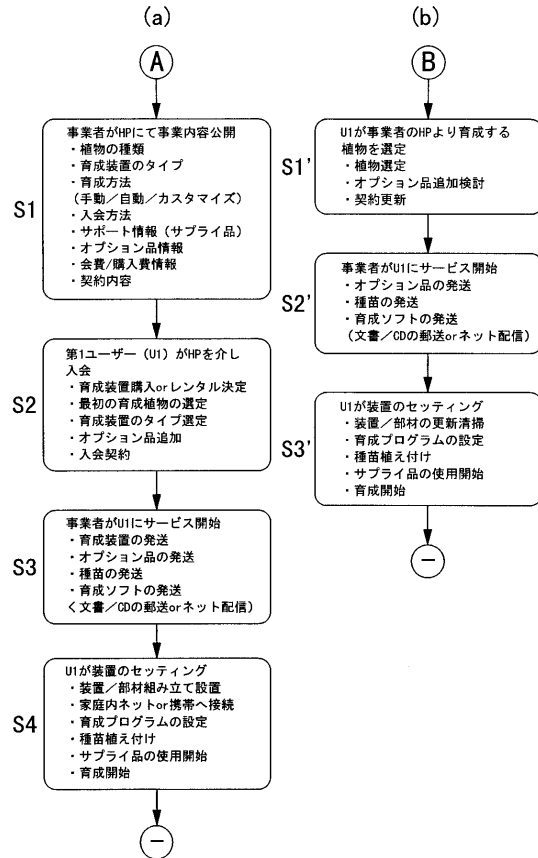 (a)
A
S1
事業者がHPにて事業内容公開
・植物の種類
・育成装置のタイプ
・育成方法
(手動/自動/カスタマイズ)
・入会方法
・サポート情報(サプライ品)
・オプション品情報
・会費/購入費情報
・契約内容
S2
第1ユーザー(U1)がHPを介し
入会
・育成装置購入orレンタル決定
・最初の育成植物の選定
・育成装置のタイプ選定
・オプション品追加
・入会契約
S3
事業者がU1にサービス開始
・育成装置の発送
・オプション品の発送
・種苗の発送
・育成ソフトの発送
く文書/CDの郵送orネット配信)
S4
U1が装置のセッティング
・装置/部材組み立て設置
・家庭内ネットor携帯へ接続
・育成プログラムの設定
・種苗植え付け
・サプライ品の使用開始
・育成開始
ー
(b)
B
S1'
U1が事業者のHPより育成する
植物を選定
・植物選定
・オプション品追加検討
・契約更新
S2'
事業者がU1にサービス開始
・オプション品の発送
・種苗の発送
・育成ソフトの発送
(文書/CDの郵送orネット配信)
S3'
U1が装置のセッティング
・装置/部材の更新清掃
・育成プログラムの設定
・種苗植え付け
・サプライ品の使用開始
・育成開始
ー